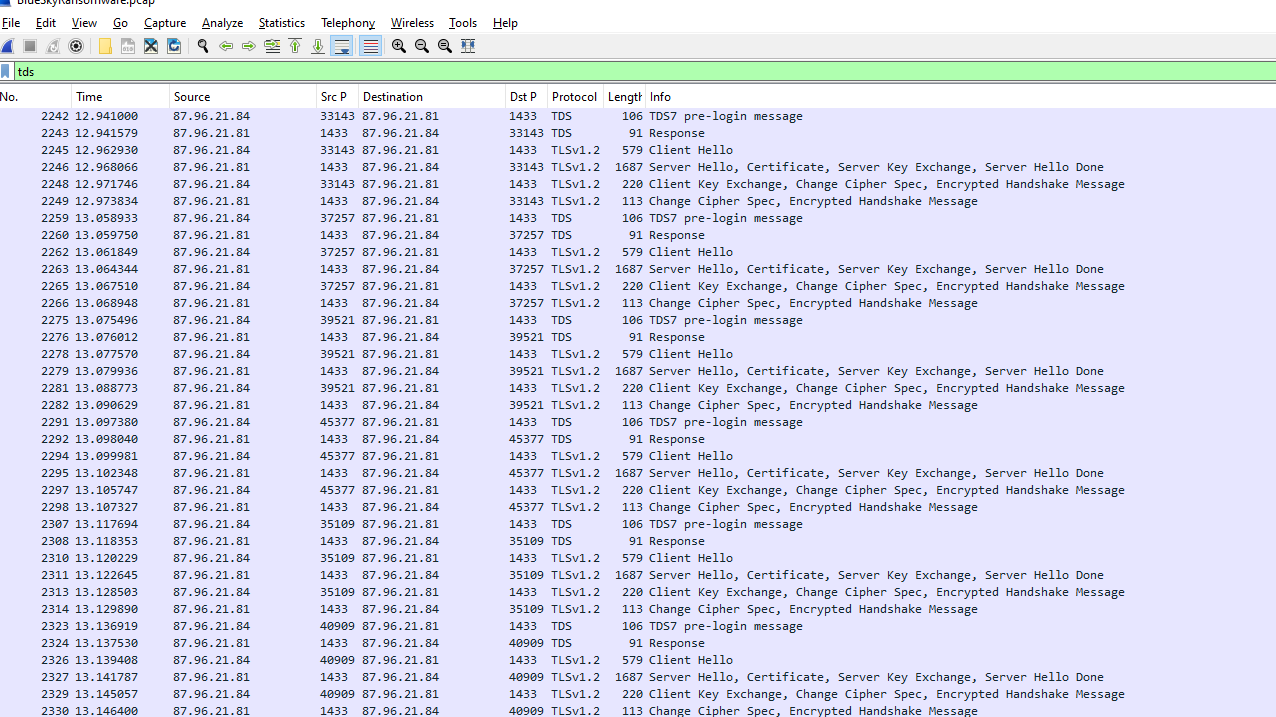 BlueSkyRansomware.pcap
File Edit View Go Capture Analyze Statistics Telephony Wireless Tools Help
tds
No. Time Source Src P Destination Dst P Protocol Length Info
2242 12.941000 87.96.21.84 33143 87.96.21.81 1433 TDS 106 TDS7 pre-login message
2243 12.941579 87.96.21.81 1433 87.96.21.84 33143 TDS 91 Response
2245 12.962930 87.96.21.84 33143 87.96.21.81 1433 TLSv1.2 579 Client Hello
2246 12.968066 87.96.21.81 1433 87.96.21.84 33143 TLSv1.2 1687 Server Hello, Certificate, Server Key Exchange, Server Hello Done
2248 12.971746 87.96.21.84 33143 87.96.21.81 1433 TLSv1.2 220 Client Key Exchange, Change Cipher Spec, Encrypted Handshake Message
2249 12.973834 87.96.21.81 1433 87.96.21.84 33143 TLSv1.2 113 Change Cipher Spec, Encrypted Handshake Message
2259 13.058933 87.96.21.84 37257 87.96.21.81 1433 TDS 106 TDS7 pre-login message
2260 13.059750 87.96.21.81 1433 87.96.21.84 37257 TDS 91 Response
2262 13.061849 87.96.21.84 37257 87.96.21.81 1433 TLSv1.2 579 Client Hello
2263 13.064344 87.96.21.81 1433 87.96.21.84 37257 TLSv1.2 1687 Server Hello, Certificate, Server Key Exchange, Server Hello Done
2265 13.067510 87.96.21.84 37257 87.96.21.81 1433 TLSv1.2 220 Client Key Exchange, Change Cipher Spec, Encrypted Handshake Message
2266 13.068948 87.96.21.81 1433 87.96.21.84 37257 TLSv1.2 113 Change Cipher Spec, Encrypted Handshake Message
2275 13.075496 87.96.21.84 39521 87.96.21.81 1433 TDS 106 TDS7 pre-login message
2276 13.076012 87.96.21.81 1433 87.96.21.84 39521 TDS 91 Response
2278 13.077570 87.96.21.84 39521 87.96.21.81 1433 TLSv1.2 579 Client Hello
2279 13.079936 87.96.21.81 1433 87.96.21.84 39521 TLSv1.2 1687 Server Hello, Certificate, Server Key Exchange, Server Hello Done
2281 13.088773 87.96.21.84 39521 87.96.21.81 1433 TLSv1.2 220 Client Key Exchange, Change Cipher Spec, Encrypted Handshake Message
2282 13.090629 87.96.21.81 1433 87.96.21.84 39521 TLSv1.2 113 Change Cipher Spec, Encrypted Handshake Message
2291 13.097380 87.96.21.84 45377 87.96.21.81 1433 TDS 106 TDS7 pre-login message
2292 13.098040 87.96.21.81 1433 87.96.21.84 45377 TDS 91 Response
2294 13.099981 87.96.21.84 45377 87.96.21.81 1433 TLSv1.2 579 Client Hello
2295 13.102348 87.96.21.81 1433 87.96.21.84 45377 TLSv1.2 1687 Server Hello, Certificate, Server Key Exchange, Server Hello Done
2297 13.105747 87.96.21.84 45377 87.96.21.81 1433 TLSv1.2 220 Client Key Exchange, Change Cipher Spec, Encrypted Handshake Message
2298 13.107327 87.96.21.81 1433 87.96.21.84 45377 TLSv1.2 113 Change Cipher Spec, Encrypted Handshake Message
2307 13.117694 87.96.21.84 35109 87.96.21.81 1433 TDS 106 TDS7 pre-login message
2308 13.118353 87.96.21.81 1433 87.96.21.84 35109 TDS 91 Response
2310 13.120229 87.96.21.84 35109 87.96.21.81 1433 TLSv1.2 579 Client Hello
2311 13.122645 87.96.21.81 1433 87.96.21.84 35109 TLSv1.2 1687 Server Hello, Certificate, Server Key Exchange, Server Hello Done
2313 13.128503 87.96.21.84 35109 87.96.21.81 1433 TLSv1.2 220 Client Key Exchange, Change Cipher Spec, Encrypted Handshake Message
2314 13.129890 87.96.21.81 1433 87.96.21.84 35109 TLSv1.2 113 Change Cipher Spec, Encrypted Handshake Message
2323 13.136919 87.96.21.84 40909 87.96.21.81 1433 TDS 106 TDS7 pre-login message
2324 13.137530 87.96.21.81 1433 87.96.21.84 40909 TDS 91 Response
2326 13.139408 87.96.21.84 40909 87.96.21.81 1433 TLSv1.2 579 Client Hello
2327 13.141787 87.96.21.81 1433 87.96.21.84 40909 TLSv1.2 1687 Server Hello, Certificate, Server Key Exchange, Server Hello Done
2329 13.145057 87.96.21.84 40909 87.96.21.81 1433 TLSv1.2 220 Client Key Exchange, Change Cipher Spec, Encrypted Handshake Message
2330 13.146400 87.96.21.81 1433 87.96.21.84 40909 TLSv1.2 113 Change Cipher Spec, Encrypted Handshake Message